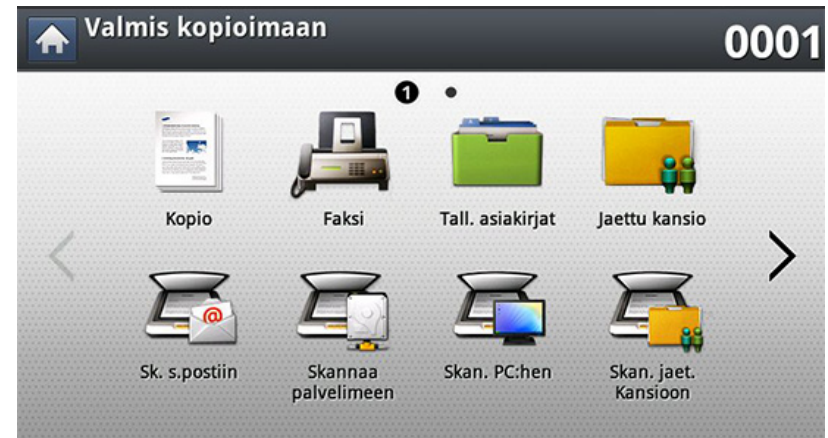 Valmis kopioimaan
0001
1
Kopio
Faksi
Tall. asiakirjat
Jaettu kansio
@
Sk. s.postiin
Skannaa
palvelimeen
Skan. PC:hen
Skan. jaet.
Kansioon